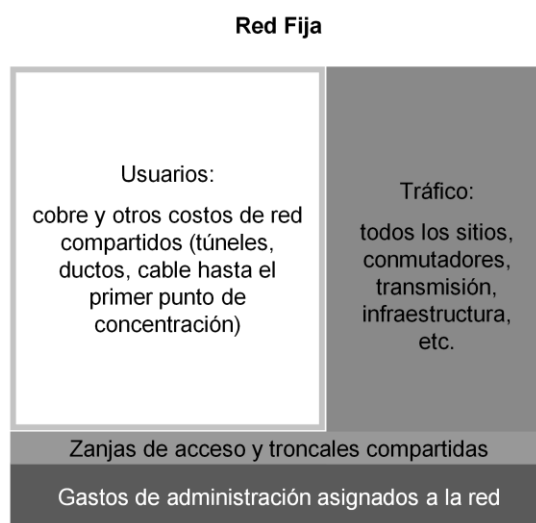 Red Fija
Usuarios:
cobre y otros costos de red
compartidos (túneles,
ductos, cable hasta el
primer punto de
concentración)
Tráfico:
todos los sitios,
conmutadores,
transmisión,
infraestructura,
etc.
Zanjas de acceso y troncales compartidas
Gastos de administración asignados a la red